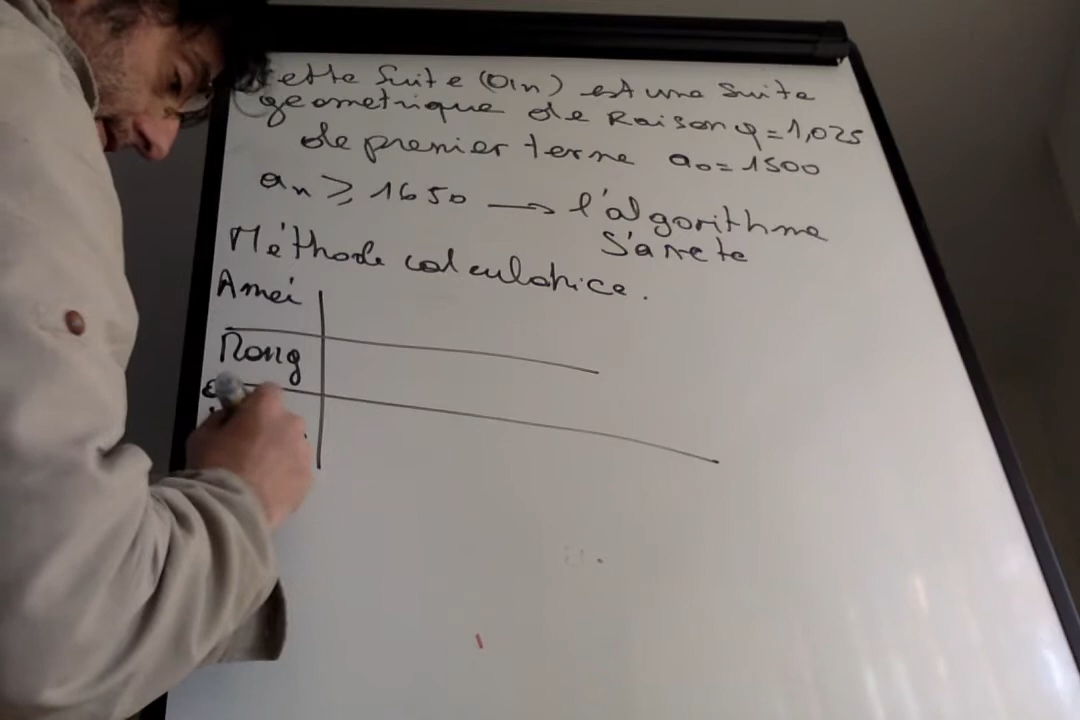 Cette Suite (an) est une suite
géometrique de Raison q = 1,025
de premier terme a₀ = 1500
aₙ ⩾ 1650 → l'algorithme
s'arrete
Méthode calculatrice.
Rang